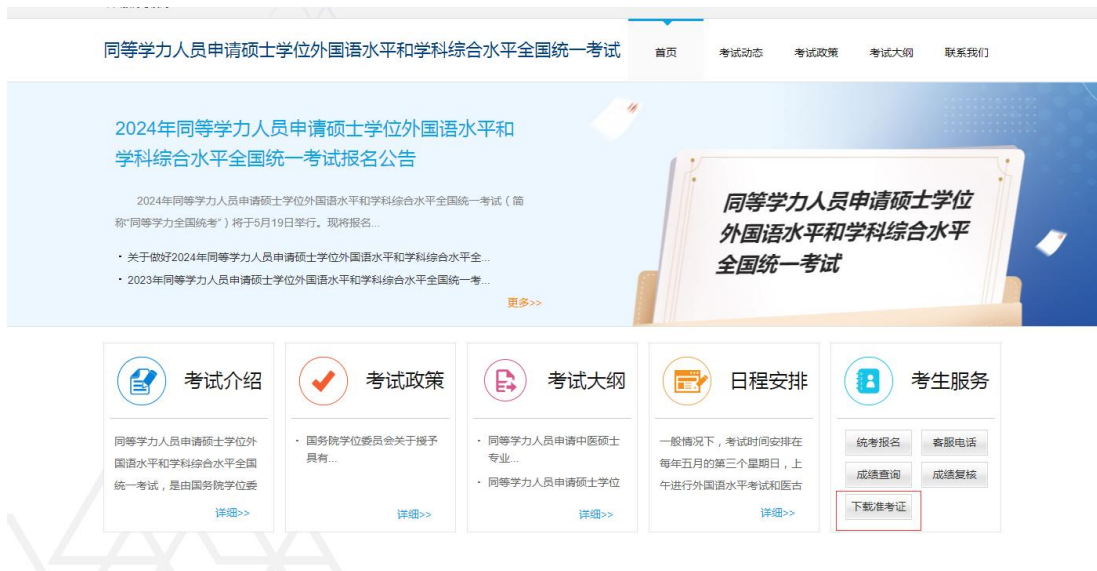 同等学力人员申请硕士学位外国语水平和学科综合水平全国统一考试
首页
考试动态
考试政策
考试大纲
联系我们
2024年同等学力人员申请硕士学位外国语水平和
学科综合水平全国统一考试报名公告
2024年同等学力人员申请硕士学位外国语水平和学科综合水平全国统一考试（简
称"同等学力全国统考"）将于5月19日举行。现将报名...
· 关于做好2024年同等学力人员申请硕士学位外国语水平和学科综合水平全...
· 2023年同等学力人员申请硕士学位外国语水平和学科综合水平全国统一考...
更多>>
同等学力人员申请硕士学位
外国语水平和学科综合水平
全国统一考试
考试介绍
同等学力人员申请硕士学位外
国语水平和学科综合水平全国
统一考试，是由国务院学位委
详细>>
考试政策
· 国务院学位委员会关于授予
具有...
详细>>
考试大纲
· 同等学力人员申请中医硕士
专业...
· 同等学力人员申请硕士学位
详细>>
日程安排
一般情况下，考试时间安排在
每年五月的第三个星期日，上
午进行外国语水平考试和医古
详细>>
考生服务
统考报名
客服电话
成绩查询
成绩复核
下载准考证